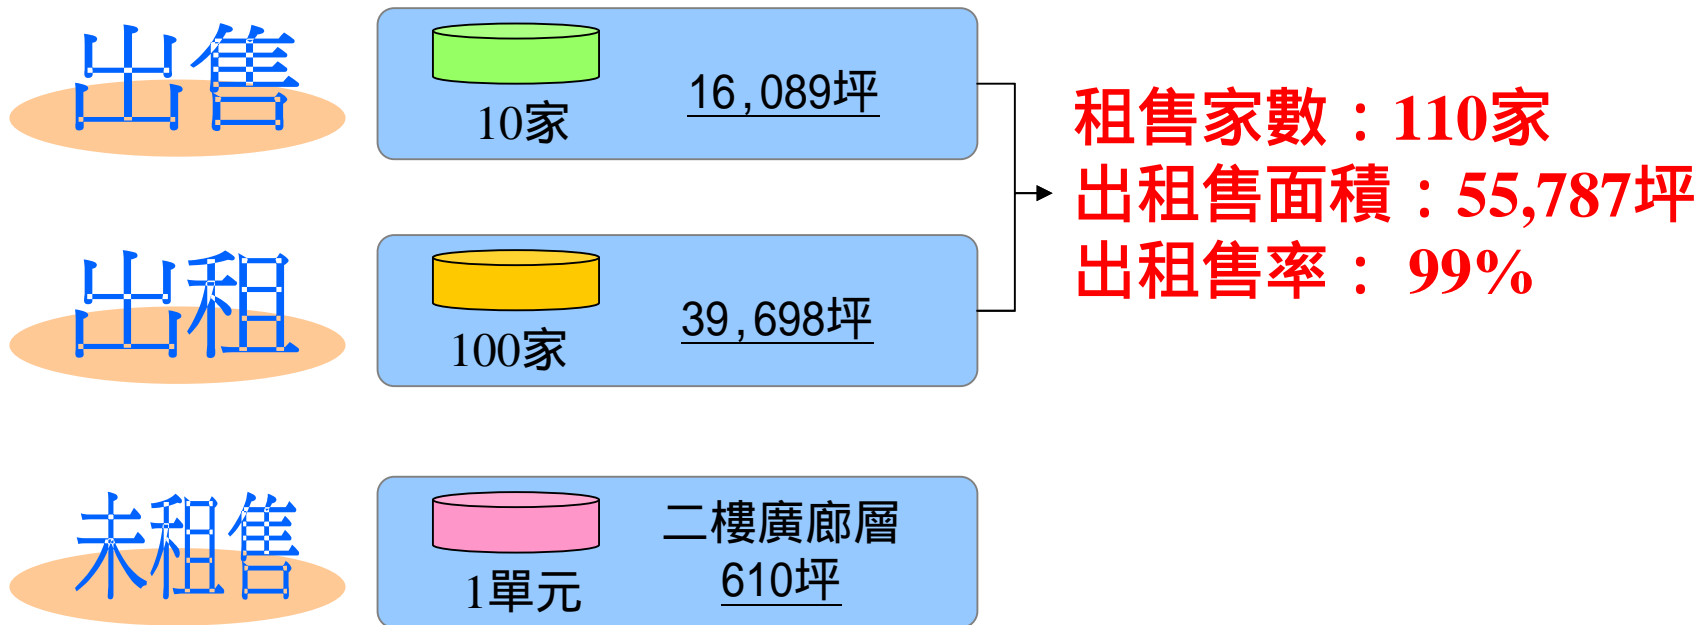 出售
10家
16,089坪
出租
100家
39,698坪
租售家數：110家
出租售面積：55,787坪
出租售率： 99%
未租售
1單元
二樓廣廊層
610坪